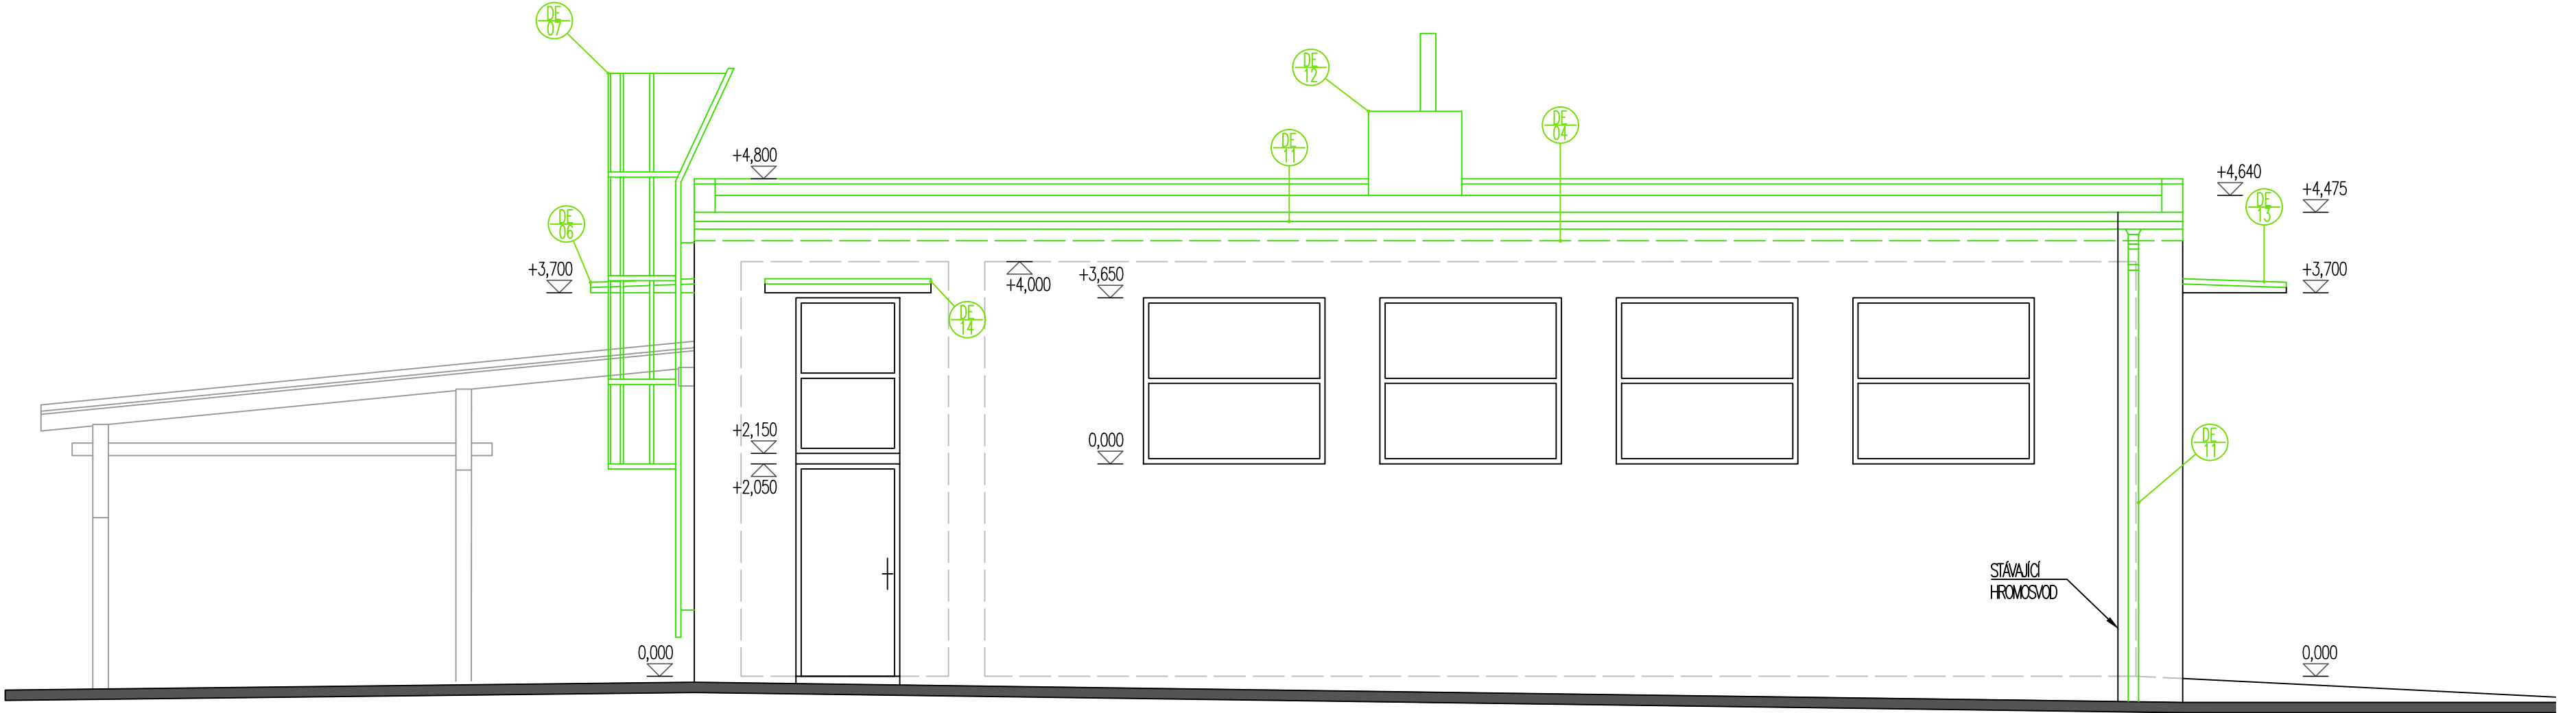 DE
07
DE
12
DE
04
DE
11
+4,800
+4,640
+4,475
DE
13
DE
06
+3,700
+4,000
+3,650
+3,700
DE
14
+2,150
0,000
DE
11
+2,050
STÁVAJÍCÍ
HROMOSVOD
0,000
0,000